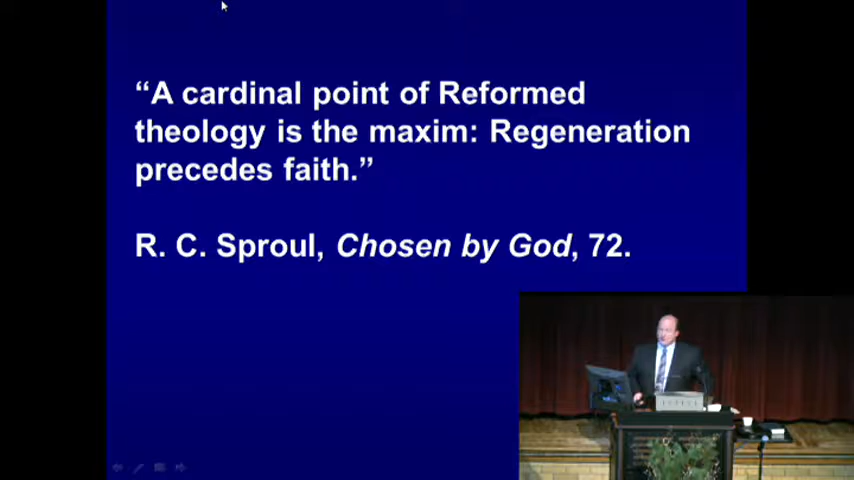 “A cardinal point of Reformed
theology is the maxim: Regeneration
precedes faith.”
R. C. Sproul, Chosen by God, 72.